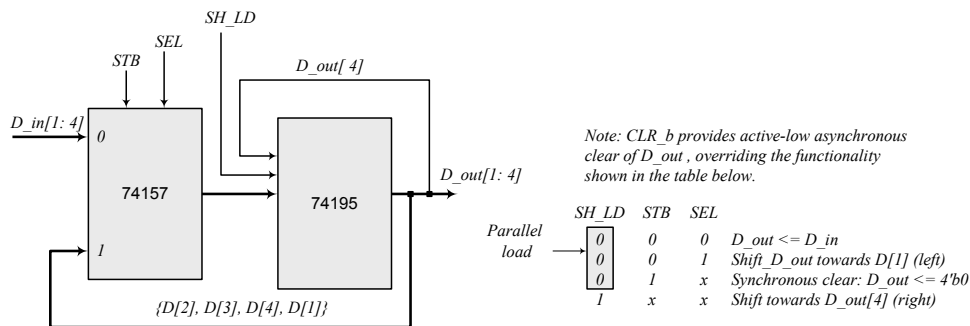 SH_LD
SEL
STB
D_out[ 4]
D_in[1: 4]
0
74157
1
74195
D_out[1: 4]
{D[2], D[3], D[4], D[1]}
Note: CLR_b provides active-low asynchronous
clear of D_out , overriding the functionality
shown in the table below.
SH_LD STB SEL
Parallel
load
0 0 0 D_out <= D_in
0 0 1 Shift_D_out towards D[1] (left)
0 1 x Synchronous clear: D_out <= 4'b0
1 x x Shift towards D_out[4] (right)